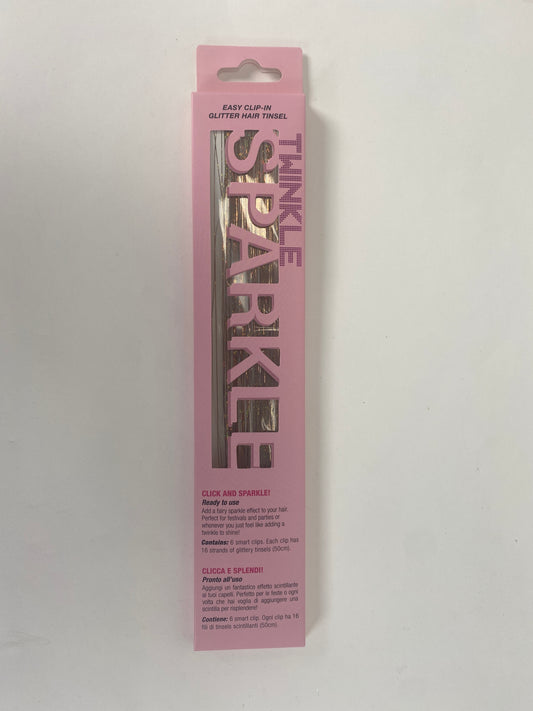 EASY CLIP-IN
GLITTER HAIR TINSEL
TWINKLE
SPARKLE
CLICK AND SPARKLE!
Ready to use
Add a fairy sparkle effect to your hair.
Perfect for festivals and parties or
whenever you just feel like adding a
twinkle to shine!
Contains: 6 smart clips. Each clip has
16 strands of glittery tinsels (50cm).
CLICCA E SPLENDI!
Pronto all'uso
Aggiungi un fantastico effetto scintillante
ai tuoi capelli. Perfetto per le feste o ogni
volta che hai voglia di aggiungere una
scintilla per risplendere!
Contiene: 6 smart clip. Ogni clip ha 16
fili di tinsels scintillanti (50cm).